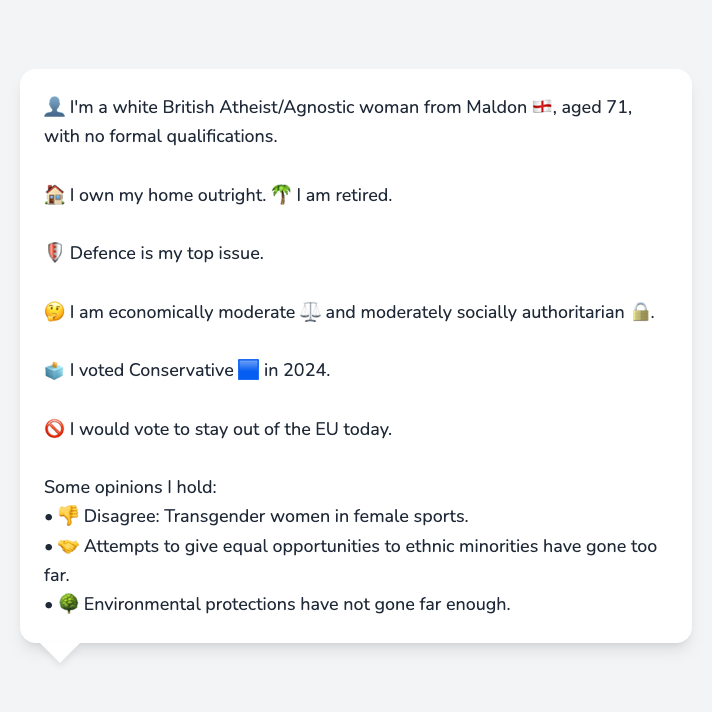 👤 I'm a white British Atheist/Agnostic woman from Maldon 🏴󠁧󠁢󠁥󠁮󠁧󠁿, aged 71,
with no formal qualifications.
🏠 I own my home outright. 🌴 I am retired.
🛡️ Defence is my top issue.
🤔 I am economically moderate ⚖️ and moderately socially authoritarian 🔒.
🗳️ I voted Conservative 🟦 in 2024.
🚫 I would vote to stay out of the EU today.
Some opinions I hold:
• 👎 Disagree: Transgender women in female sports.
• 🤝 Attempts to give equal opportunities to ethnic minorities have gone too
far.
• 🌳 Environmental protections have not gone far enough.